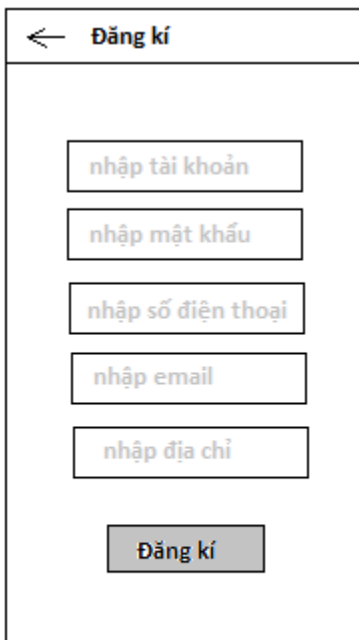 Đăng kí
nhập tài khoản
nhập mật khẩu
nhập số điện thoại
nhập email
nhập địa chỉ
Đăng kí